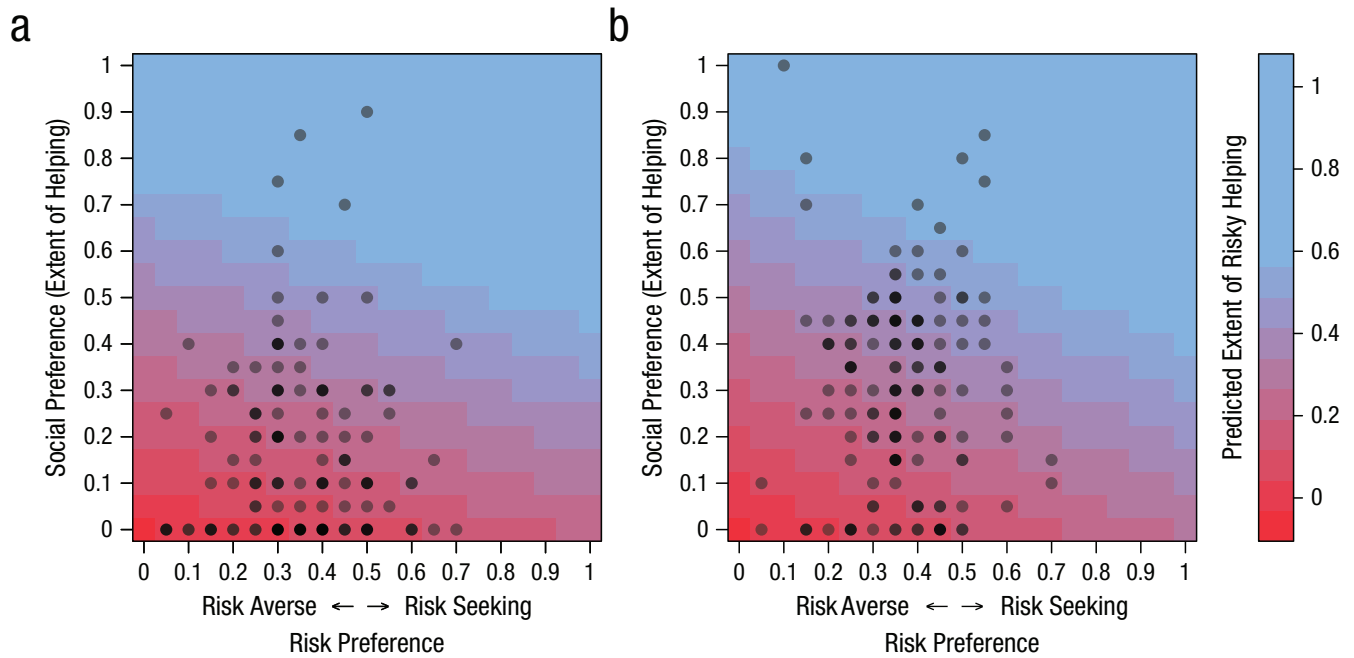 a
Social Preference (Extent of Helping)
1
0.9
0.8
0.7
0.6
0.5
0.4
0.3
0.2
0.1
0
0 0.1 0.2 0.3 0.4 0.5 0.6 0.7 0.8 0.9 1
Risk Averse ← → Risk Seeking
Risk Preference
b
Social Preference (Extent of Helping)
1
0.9
0.8
0.7
0.6
0.5
0.4
0.3
0.2
0.1
0
0 0.1 0.2 0.3 0.4 0.5 0.6 0.7 0.8 0.9 1
Risk Averse ← → Risk Seeking
Risk Preference
Predicted Extent of Risky Helping
1
0.8
0.6
0.4
0.2
0